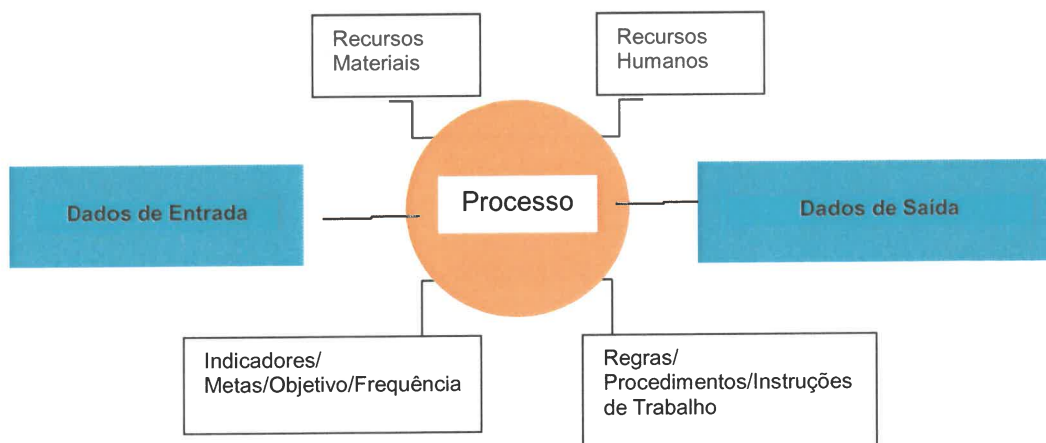 Recursos
Materiais
Recursos
Humanos
Dados de Entrada
Processo
Dados de Saída
Indicadores/
Metas/Objetivo/Frequência
Regras/
Procedimentos/Instruções
de Trabalho